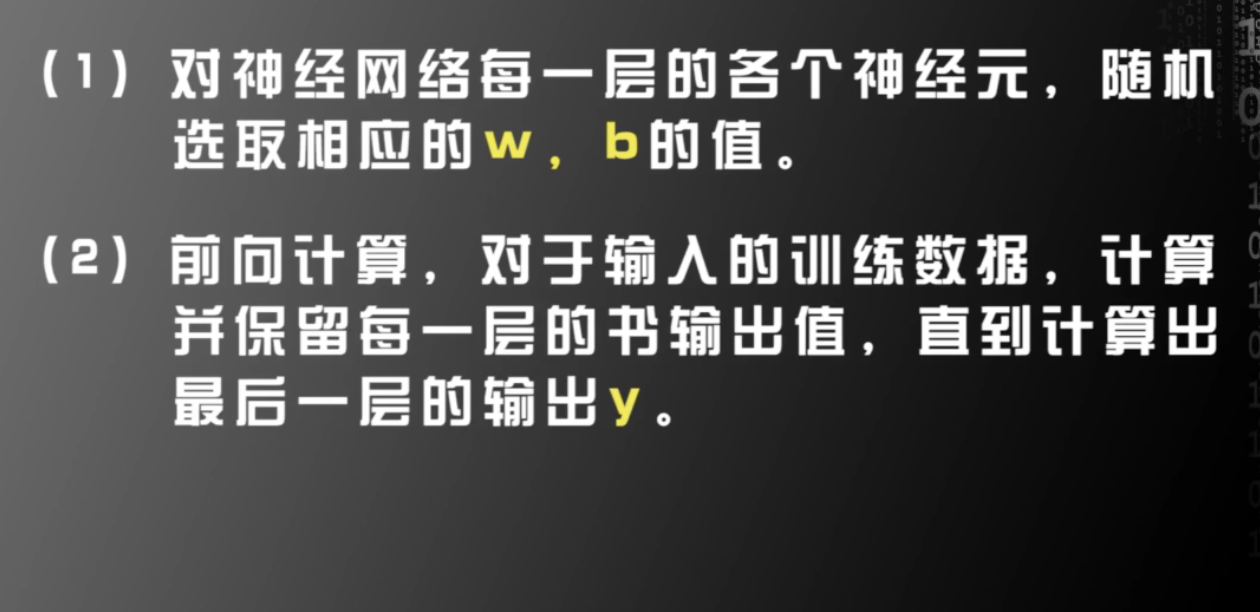 （1）对神经网络每一层的各个神经元，随机
选取相应的w，b的值。
（2）前向计算，对于输入的训练数据，计算
并保留每一层的书输出值，直到计算出
最后一层的输出y。